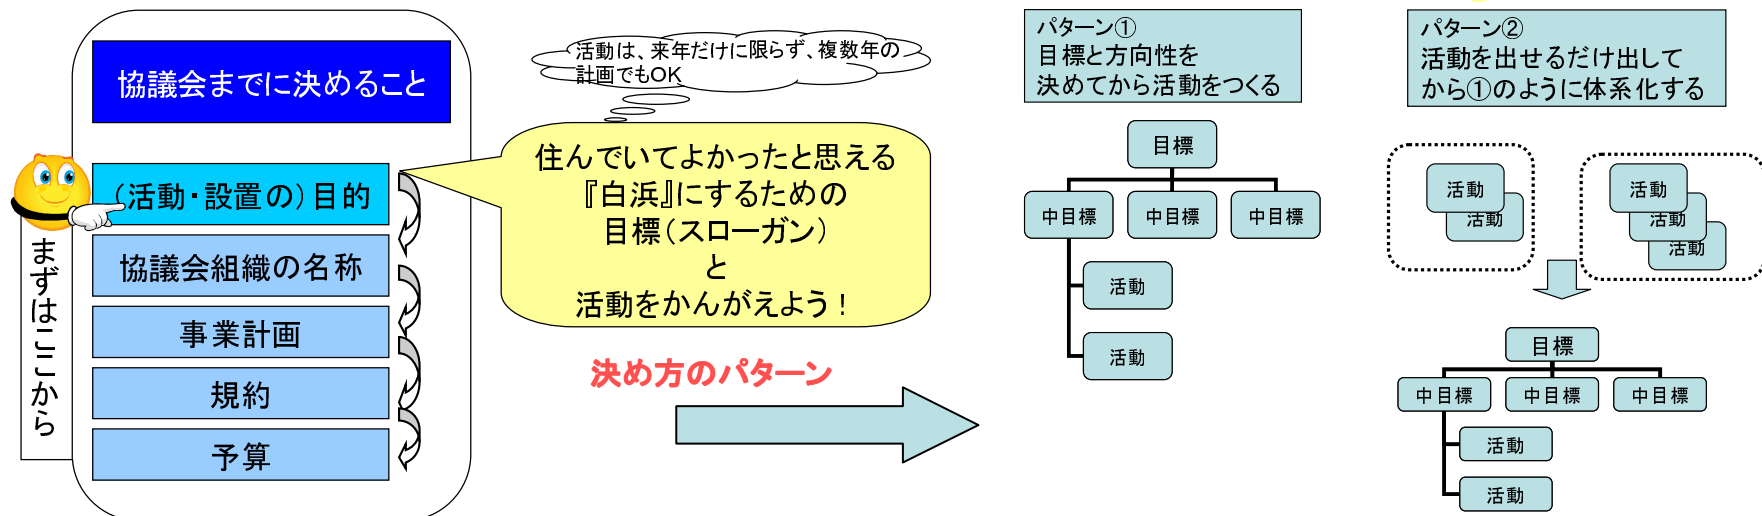 協議会までに決めること
まずはここから
(活動・設置の)目的
協議会組織の名称
事業計画
規約
予算
活動は、来年だけに限らず、複数年の
計画でもOK
住んでいてよかったと思える
『白浜』にするための
目標(スローガン)
と
活動をかんがえよう！
決め方のパターン
パターン①
目標と方向性を
決めてから活動をつくる
目標
中目標
中目標
中目標
活動
活動
パターン②
活動を出せるだけ出して
から①のように体系化する
活動
活動
活動
活動
活動
目標
中目標
中目標
中目標
活動
活動